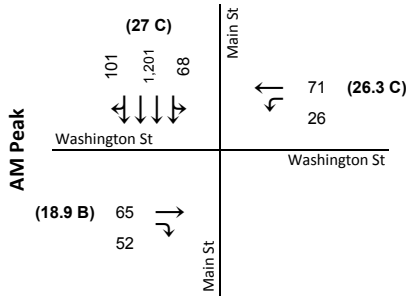 (27 C)
Main St
101 1,201 68
71 (26.3 C)
26
Washington St
Washington St
AM Peak
(18.9 B) 65
52
Main St